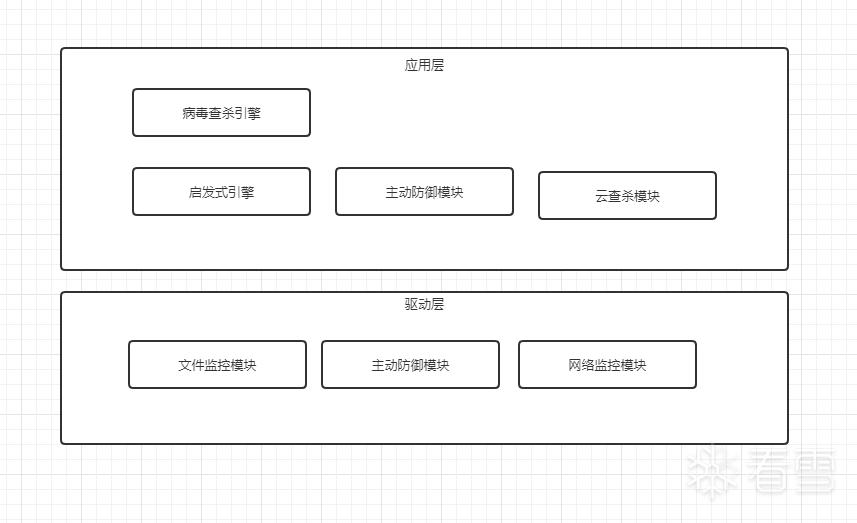 应用层
病毒查杀引擎
启发式引擎
主动防御模块
云查杀模块
驱动层
文件监控模块
主动防御模块
网络监控模块
看雪